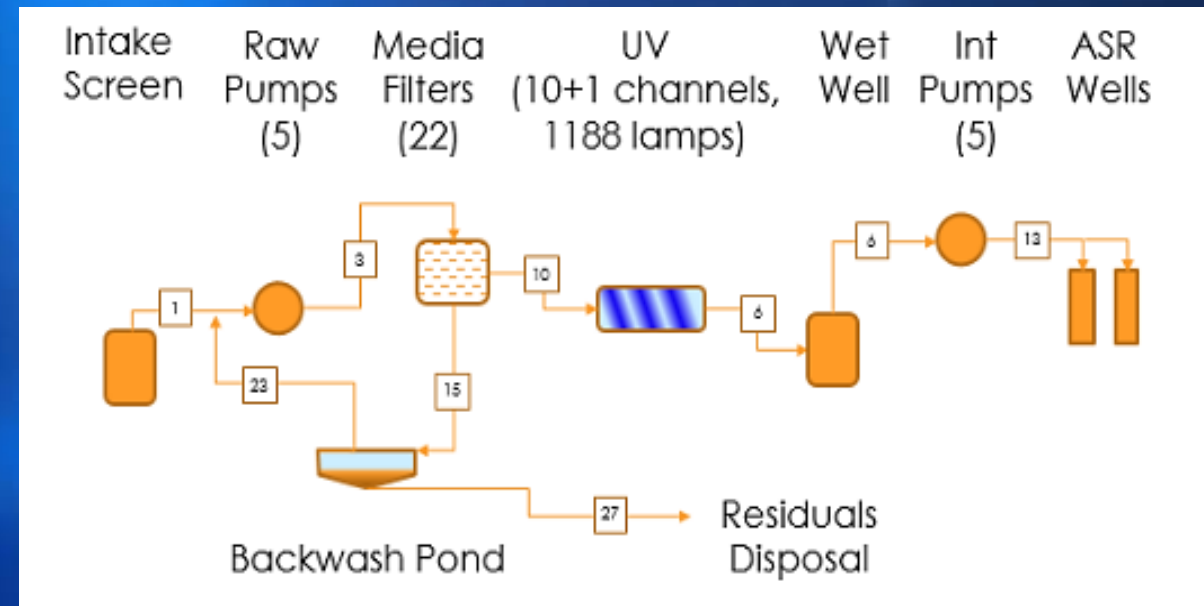 Intake
Screen
Raw
Pumps
(5)
Media
Filters
(22)
UV
(10+1 channels,
1188 lamps)
Wet
Well
Int
Pumps
(5)
ASR
Wells
1
3
10
6
6
13
23
15
27
Residuals
Disposal
Backwash Pond